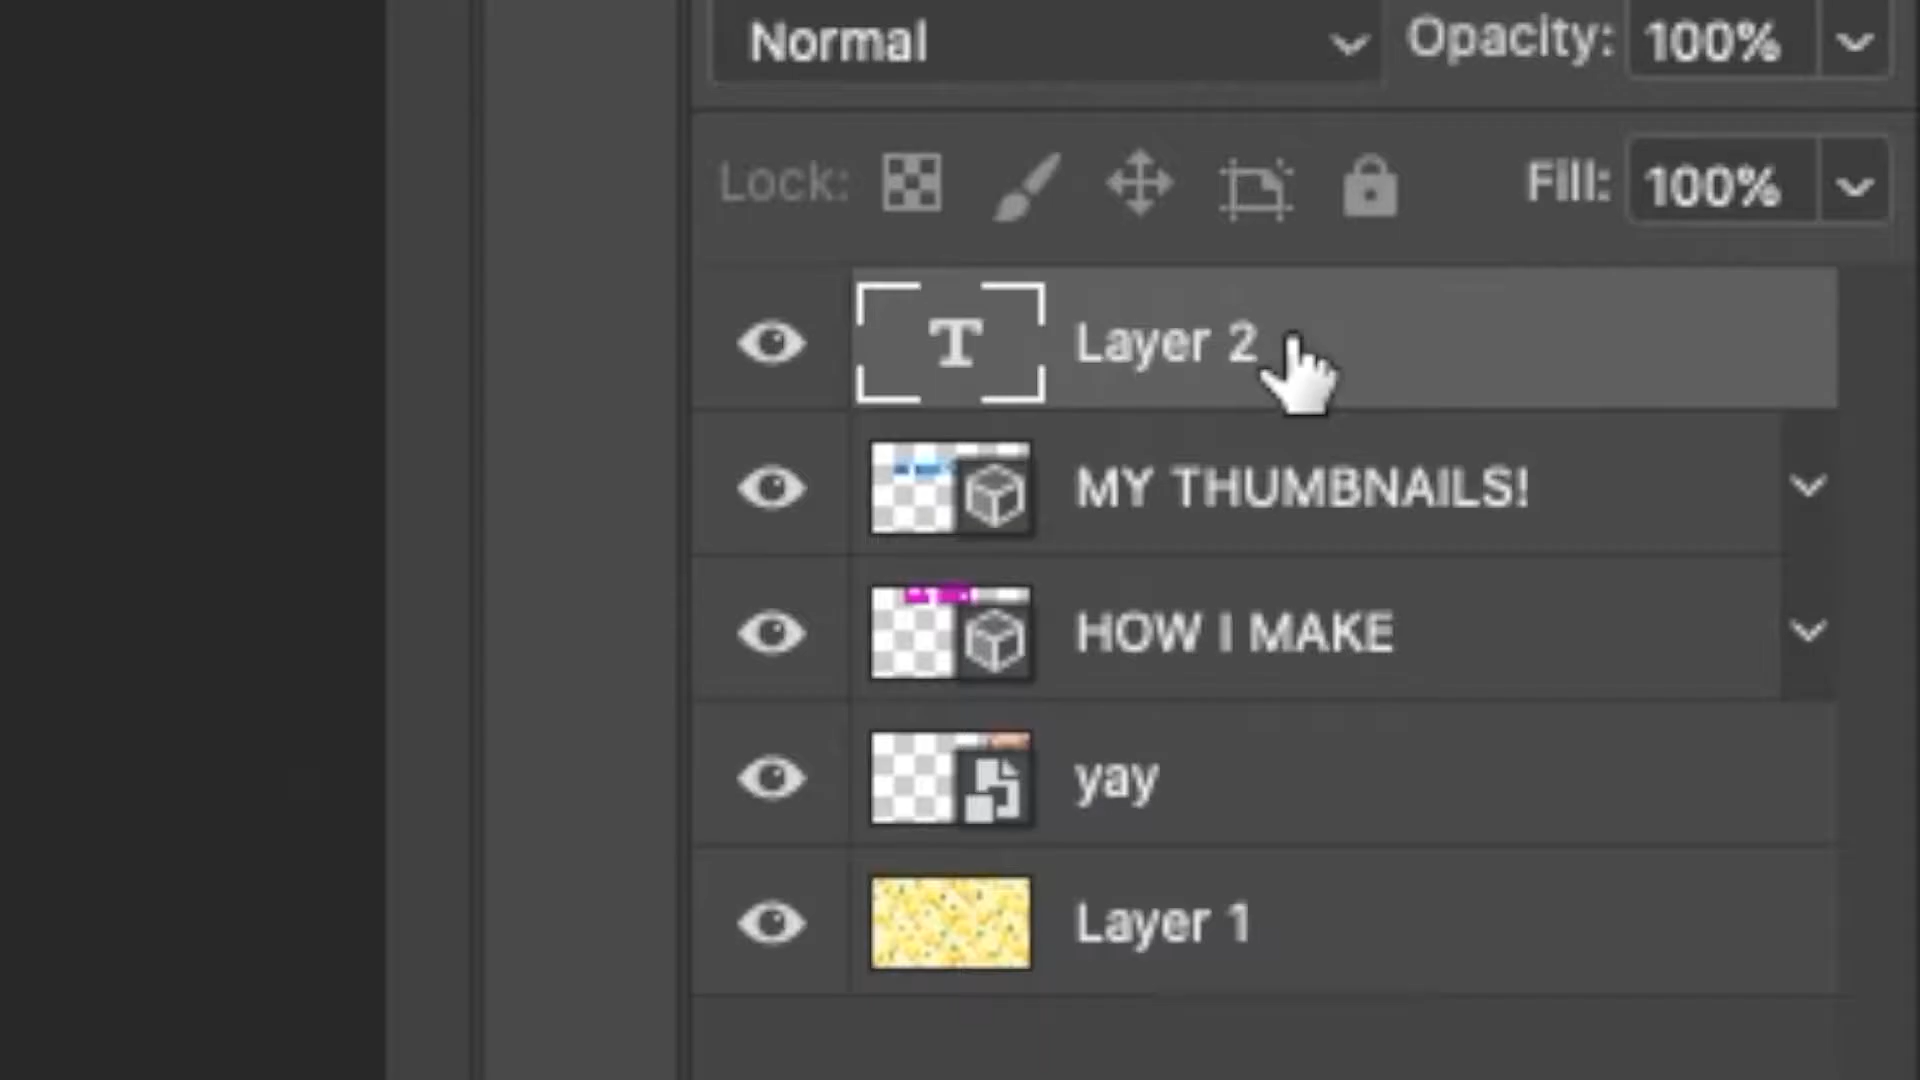 Normal Opacity: 100%
Lock: Fill: 100%
T Layer 2
MY THUMBNAILS!
HOW I MAKE
yay
Layer 1